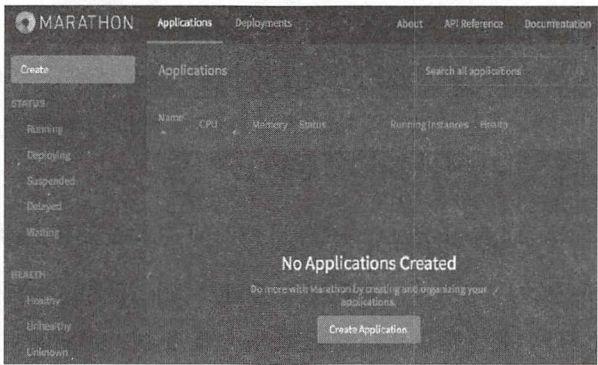 MARATHON Applications Deployments About API Reference Documentation
Create
Applications
Search all applications
STATUS
Name CPU Memory Status Running Instances Health
Running
Deploying
Suspended
Delayed
Waiting
No Applications Created
HEALTH
Do more with Marathon by creating and organizing your
applications.
Healthy
Create Application
Unhealthy
Unknown